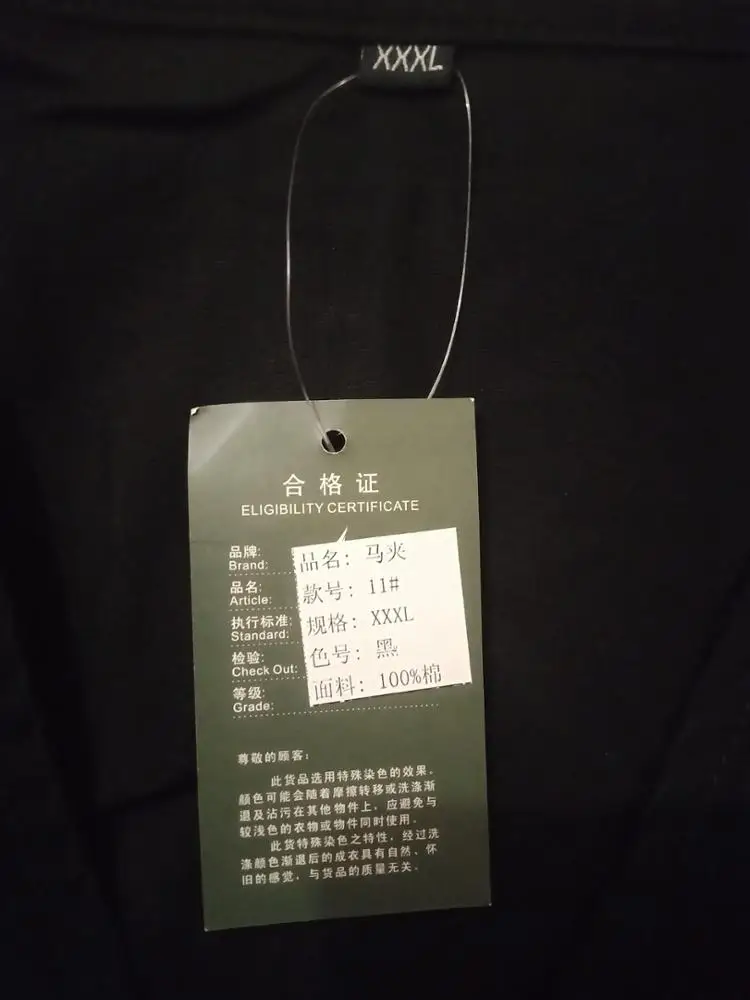 XXXL
合格证
ELIGIBILITY CERTIFICATE
品牌:
Brand:
品名:
Article:
执行标准:
Standard:
检验:
Check Out:
等级:
Grade:
品名: 马夹
款号: 11#
规格: XXXL
色号: 黑
面料: 100%棉
尊敬的顾客:
此货品选用特殊染色的效果。
颜色可能会随着摩擦转移或洗涤渐
退及沾污在其他物件上，应避免与
较浅色的衣物或物件同时使用。
此货特殊染色之特性，经过洗
涤颜色渐退后的成衣具有自然、怀
旧的感觉，与货品的质量无关。